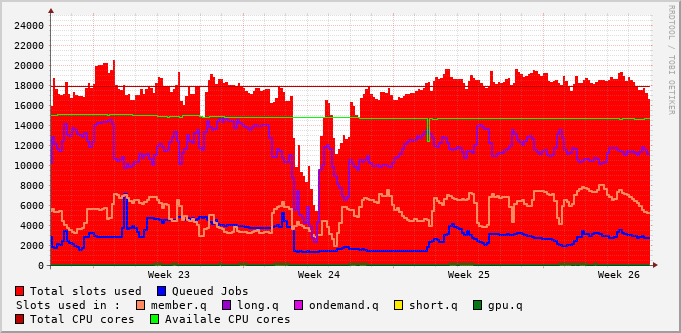 RRDTOOL / TOBI OETIKER
24000
22000
20000
18000
16000
14000
12000
10000
8000
6000
4000
2000
0
Week 23 Week 24 Week 25 Week 26
Total slots used Queued Jobs
Slots used in : member.q long.q ondemand.q short.q gpu.q
Total CPU cores Availale CPU cores